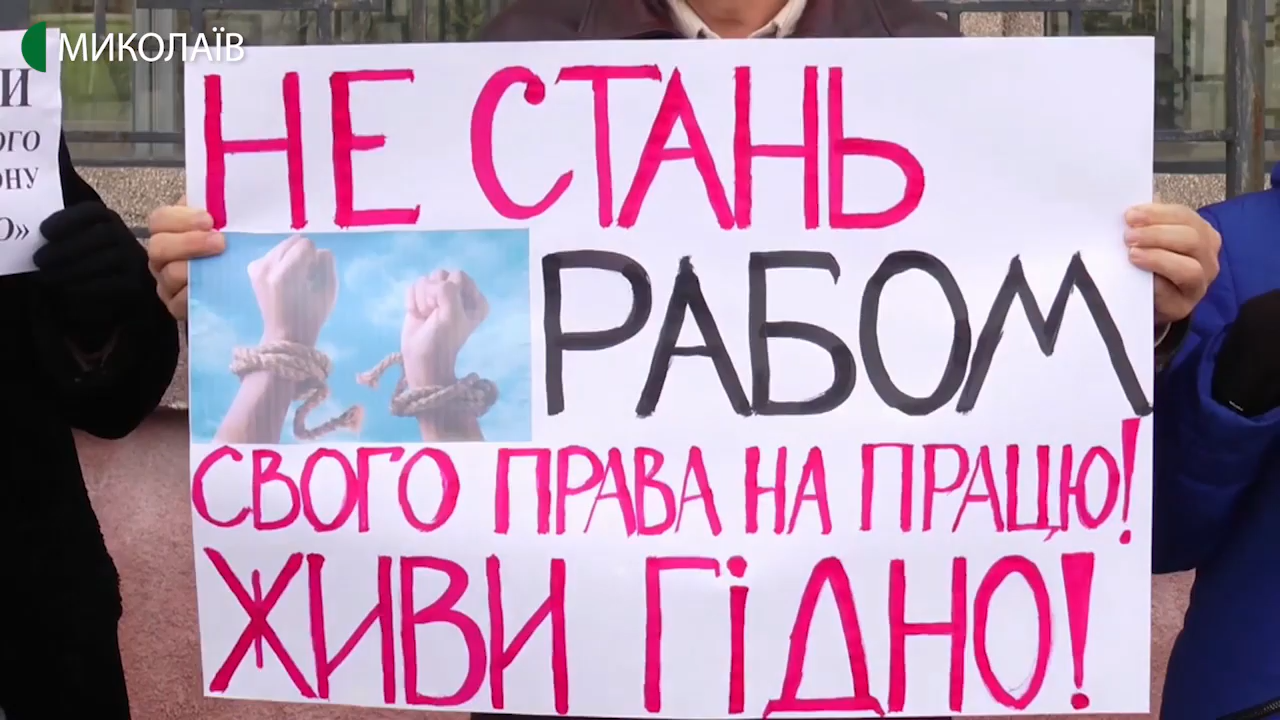 МИКОЛАЇВ
НЕ СТАНЬ
РАБОМ
СВОГО ПРАВА НА ПРАЦЮ!
ЖИВИ ГІДНО!